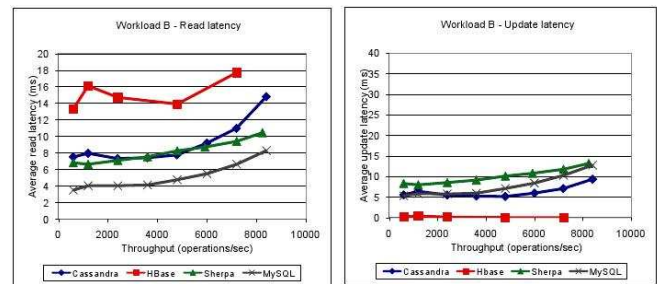 Workload B - Read latency
Average read latency (ms)
20
18
16
14
12
10
8
6
4
2
0
0 2000 4000 6000 8000 10000
Throughput (operations/sec)
Cassandra HBase Sherpa MySQL
Workload B - Update latency
Average update latency (ms)
40
35
30
25
20
15
10
5
0
0 2000 4000 6000 8000 10000
Throughput (operations/sec)
Cassandra Hbase Sherpa MySQL